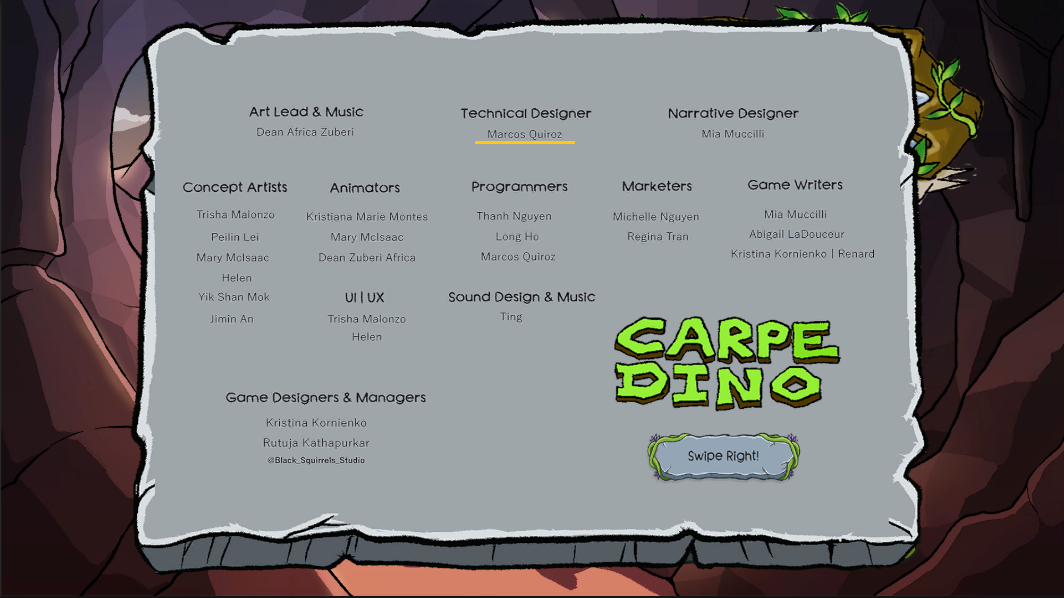 Art Lead & Music
Dean Africa Zuberi
Technical Designer
Marcos Quiroz
Narrative Designer
Mia Muccilli
Concept Artists
Trisha Malonzo
Peilin Lei
Mary McIsaac
Helen
Yik Shan Mok
Jimin An
Animators
Kristiana Marie Montes
Mary McIsaac
Dean Zuberi Africa
UI | UX
Trisha Malonzo
Helen
Programmers
Thanh Nguyen
Long Ho
Marcos Quiroz
Sound Design & Music
Ting
Marketers
Michelle Nguyen
Regina Tran
Game Writers
Mia Muccilli
Abigail LaDouceur
Kristina Kornienko | Renard
Game Designers & Managers
Kristina Kornienko
Rutuja Kathapurkar
@Black_Squirrels_Studio
CARPE
DINO
Swipe Right!